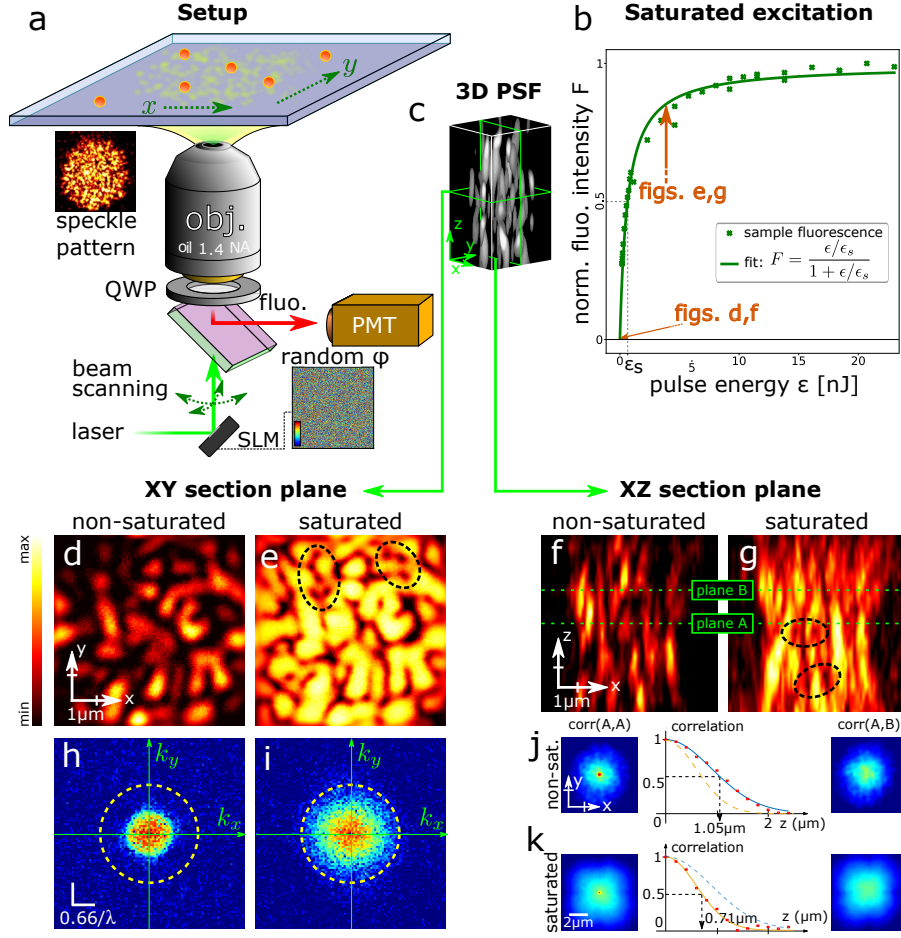 Setup
a
x
y
speckle
pattern
obj.
oil 1.4 NA
QWP
fluo.
PMT
beam
scanning
random φ
laser
SLM
3D PSF
c
z
y
x
Saturated excitation
b
norm. fluo. intensity F
1
0.5
0
figs. e,g
sample fluorescence
fit: F = ϵ/ϵs / 1 + ϵ/ϵs
figs. d,f
0
εS
5
10
15
20
pulse energy ε [nJ]
XY section plane
non-saturated
saturated
max
min
d
y
x
1µm
e
h
ky
kx
0.66/λ
i
ky
kx
XZ section plane
non-saturated
saturated
f
g
plane B
plane A
z
x
1µm
corr(A,A)
correlation
corr(A,B)
j
non-sat.
y
x
1
0.5
0
1.05µm
2
z (µm)
k
saturated
2µm
correlation
1
0.5
0
0.71µm
z (µm)
2